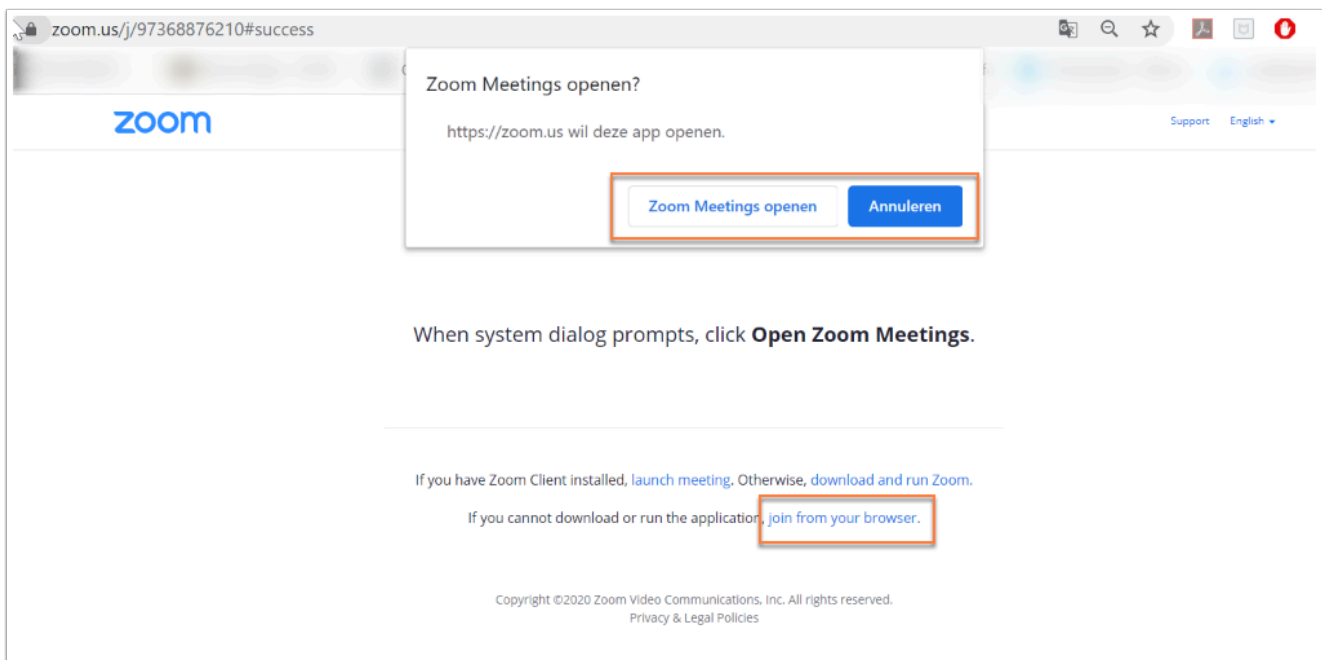 zoom.us/j/97368876210#success
Zoom Meetings openen?
zoom
https://zoom.us wil deze app openen.
Support English
Zoom Meetings openen Annuleren
When system dialog prompts, click Open Zoom Meetings.
If you have Zoom Client installed, launch meeting. Otherwise, download and run Zoom.
If you cannot download or run the application, join from your browser.
Copyright ©2020 Zoom Video Communications, Inc. All rights reserved.
Privacy & Legal Policies